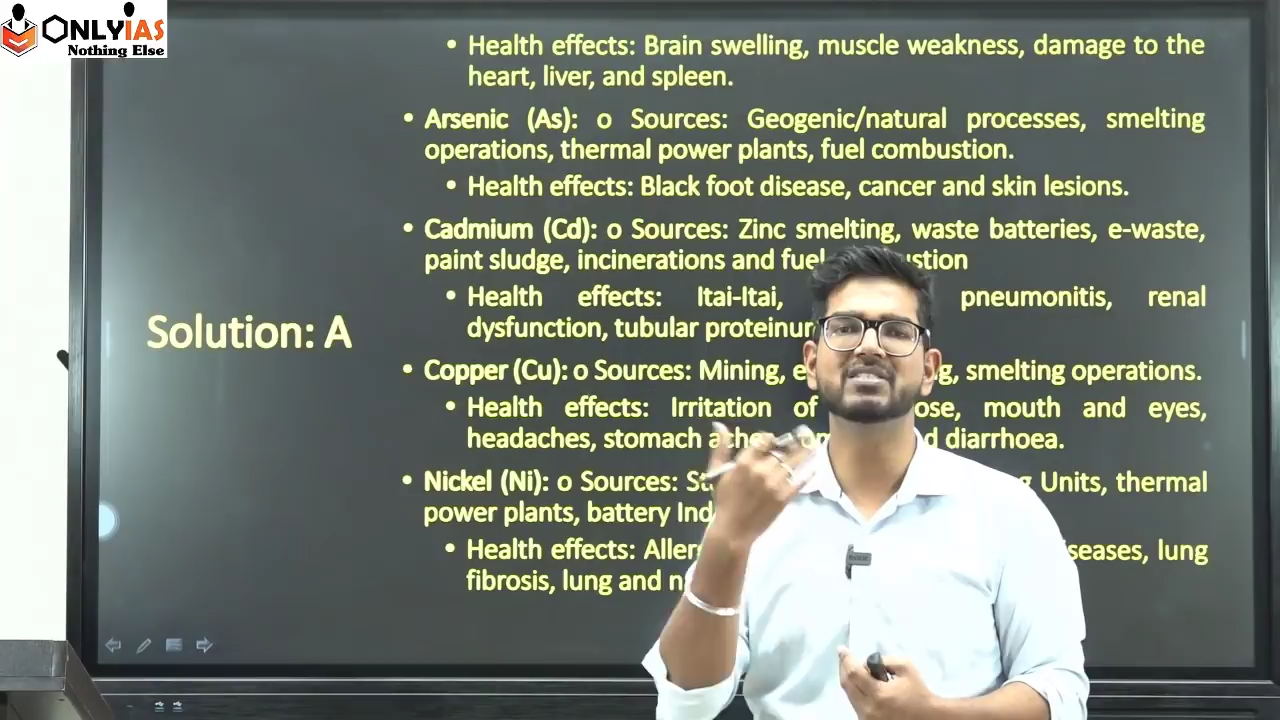 ONLYIAS
Nothing Else
• Health effects: Brain swelling, muscle weakness, damage to the
heart, liver, and spleen.
• Arsenic (As): o Sources: Geogenic/natural processes, smelting
operations, thermal power plants, fuel combustion.
• Health effects: Black foot disease, cancer and skin lesions.
• Cadmium (Cd): o Sources: Zinc smelting, waste batteries, e-waste,
paint sludge, incinerations and fuel
• Health effects: Itai-Itai, pneumonitis, renal
dysfunction, tubular
Solution: A
• Copper (Cu): o Sources: Mining, smelting operations.
• Health effects: Irritation of mouth and eyes,
headaches, stomach diarrhoea.
• Nickel (Ni): o Sources: Units, thermal
power plants, battery
• Health effects: lung
fibrosis, lung and